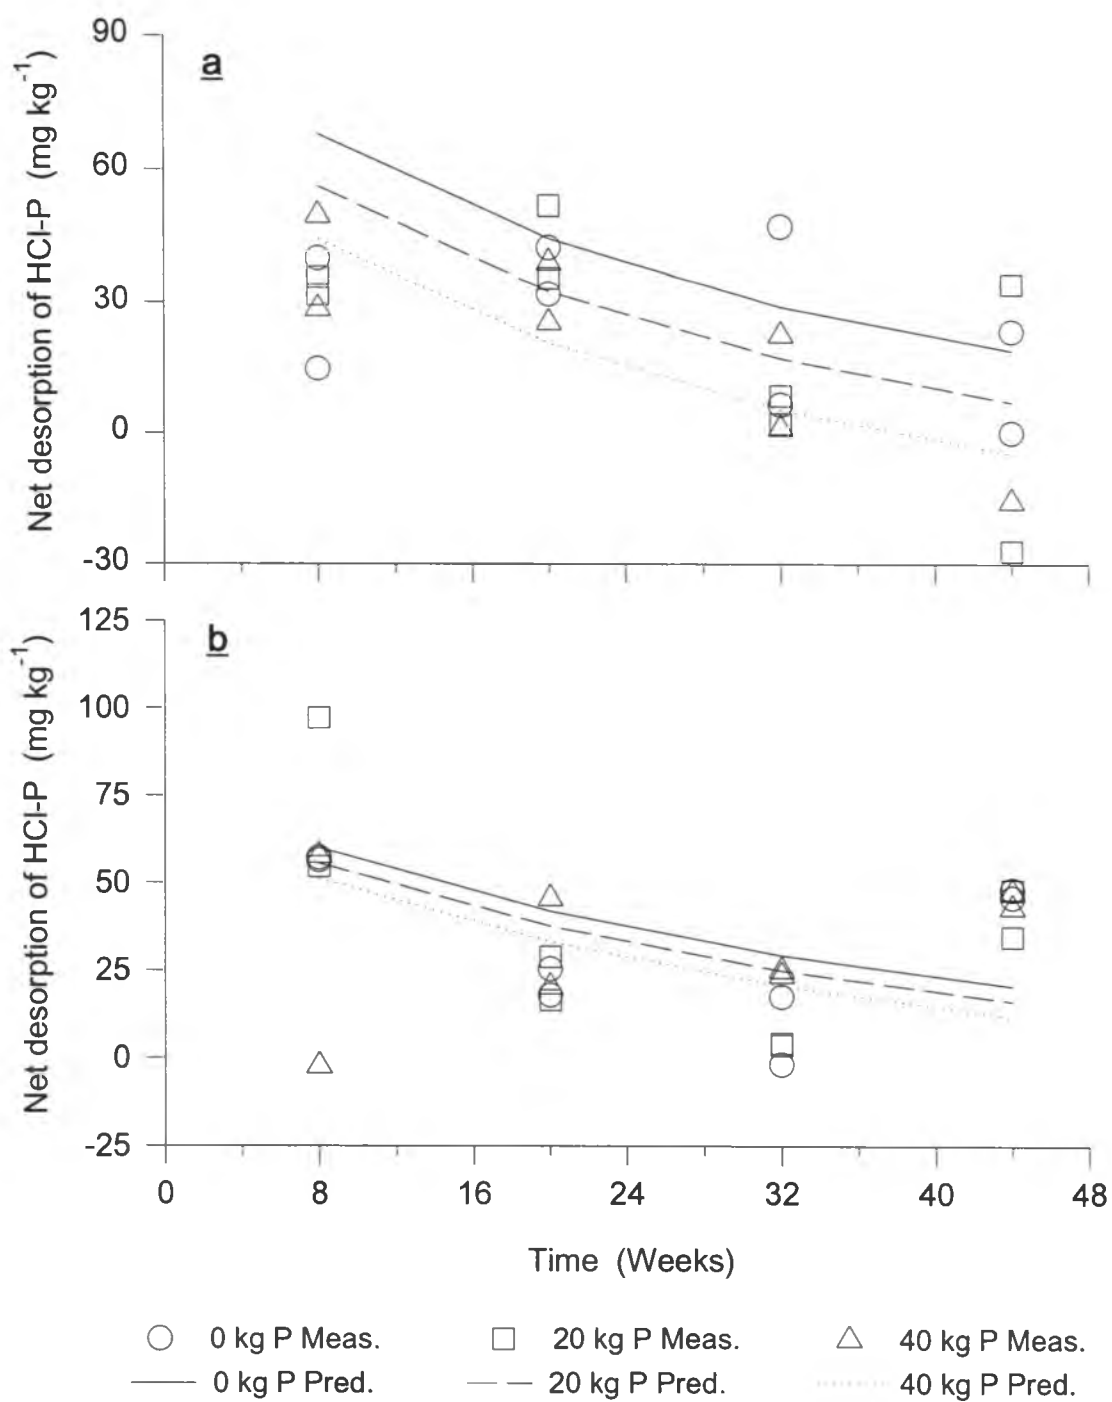 a
Net desorption of HCl-P (mg kg⁻¹)
90
60
30
0
-30
b
Net desorption of HCl-P (mg kg⁻¹)
125
100
75
50
25
0
-25
0 8 16 24 32 40 48
Time (Weeks)
0 kg P Meas. 20 kg P Meas. 40 kg P Meas.
0 kg P Pred. 20 kg P Pred. 40 kg P Pred.